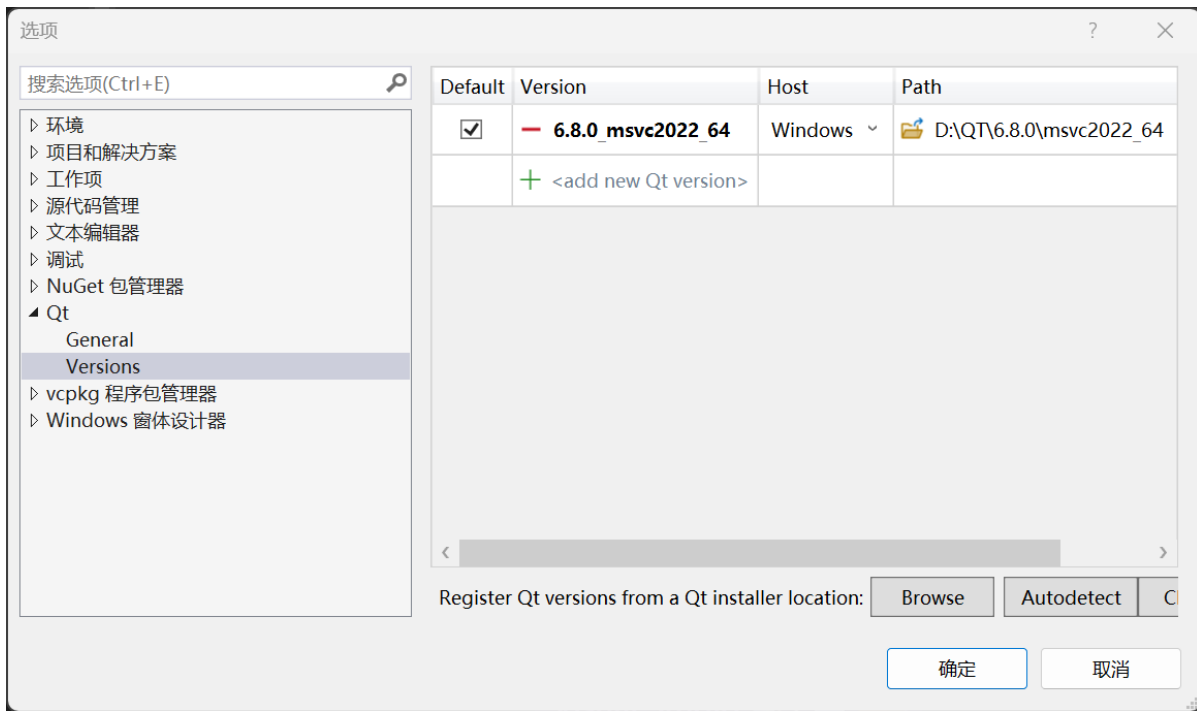 选项
搜索选项(Ctrl+E)
环境
项目和解决方案
工作项
源代码管理
文本编辑器
调试
NuGet 包管理器
Qt
General
Versions
vcpkg 程序包管理器
Windows 窗体设计器
Default Version Host Path
6.8.0_msvc2022_64 Windows D:\QT\6.8.0\msvc2022_64
<add new Qt version>
Register Qt versions from a Qt installer location: Browse Autodetect
确定 取消